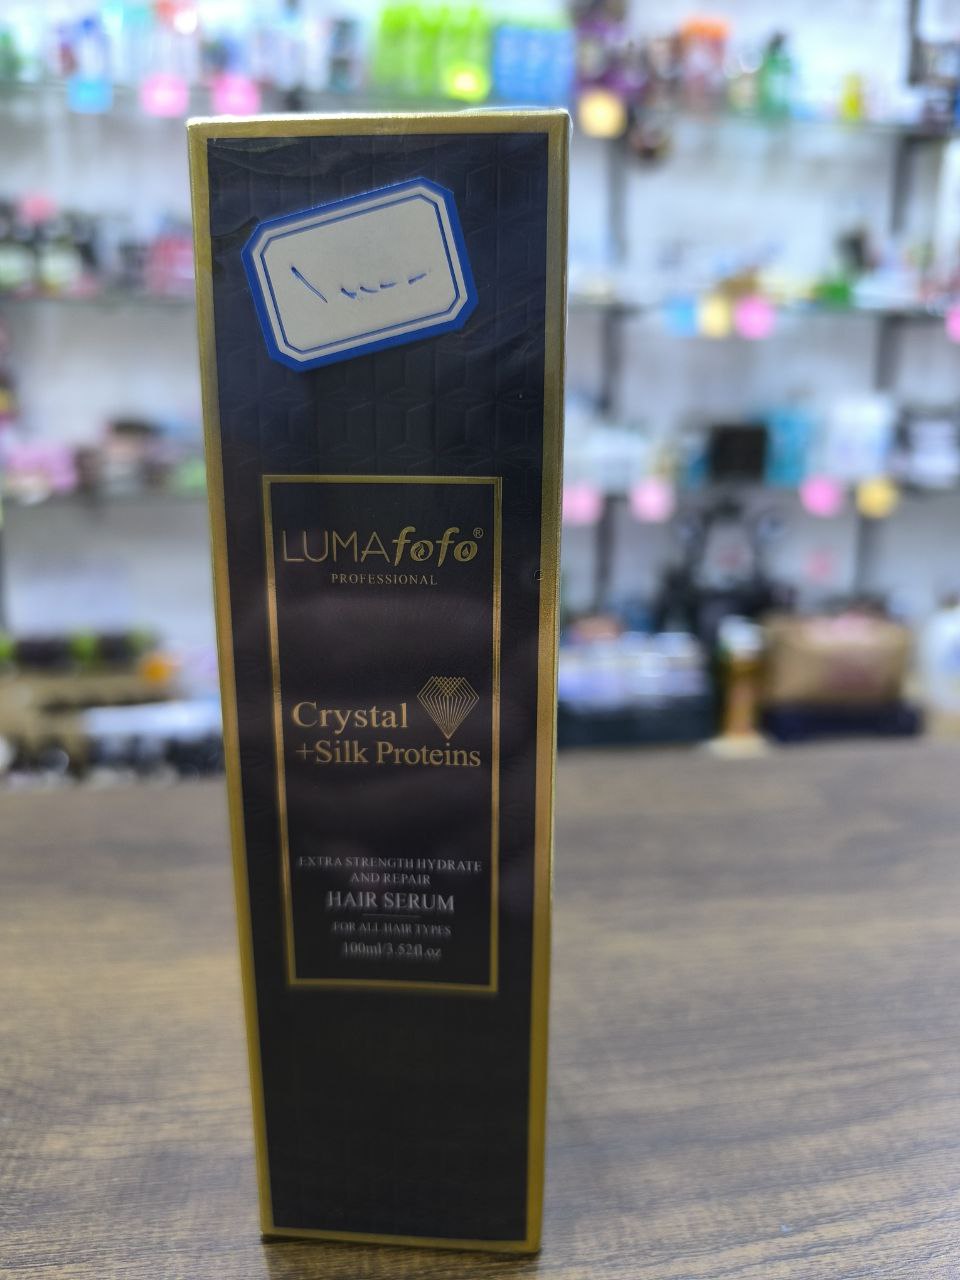 LUMAfofo®
PROFESSIONAL
Crystal
+Silk Proteins
EXTRA STRENGTH HYDRATE
AND REPAIR
HAIR SERUM
FOR ALL HAIR TYPES
100ml/3.52fl.oz